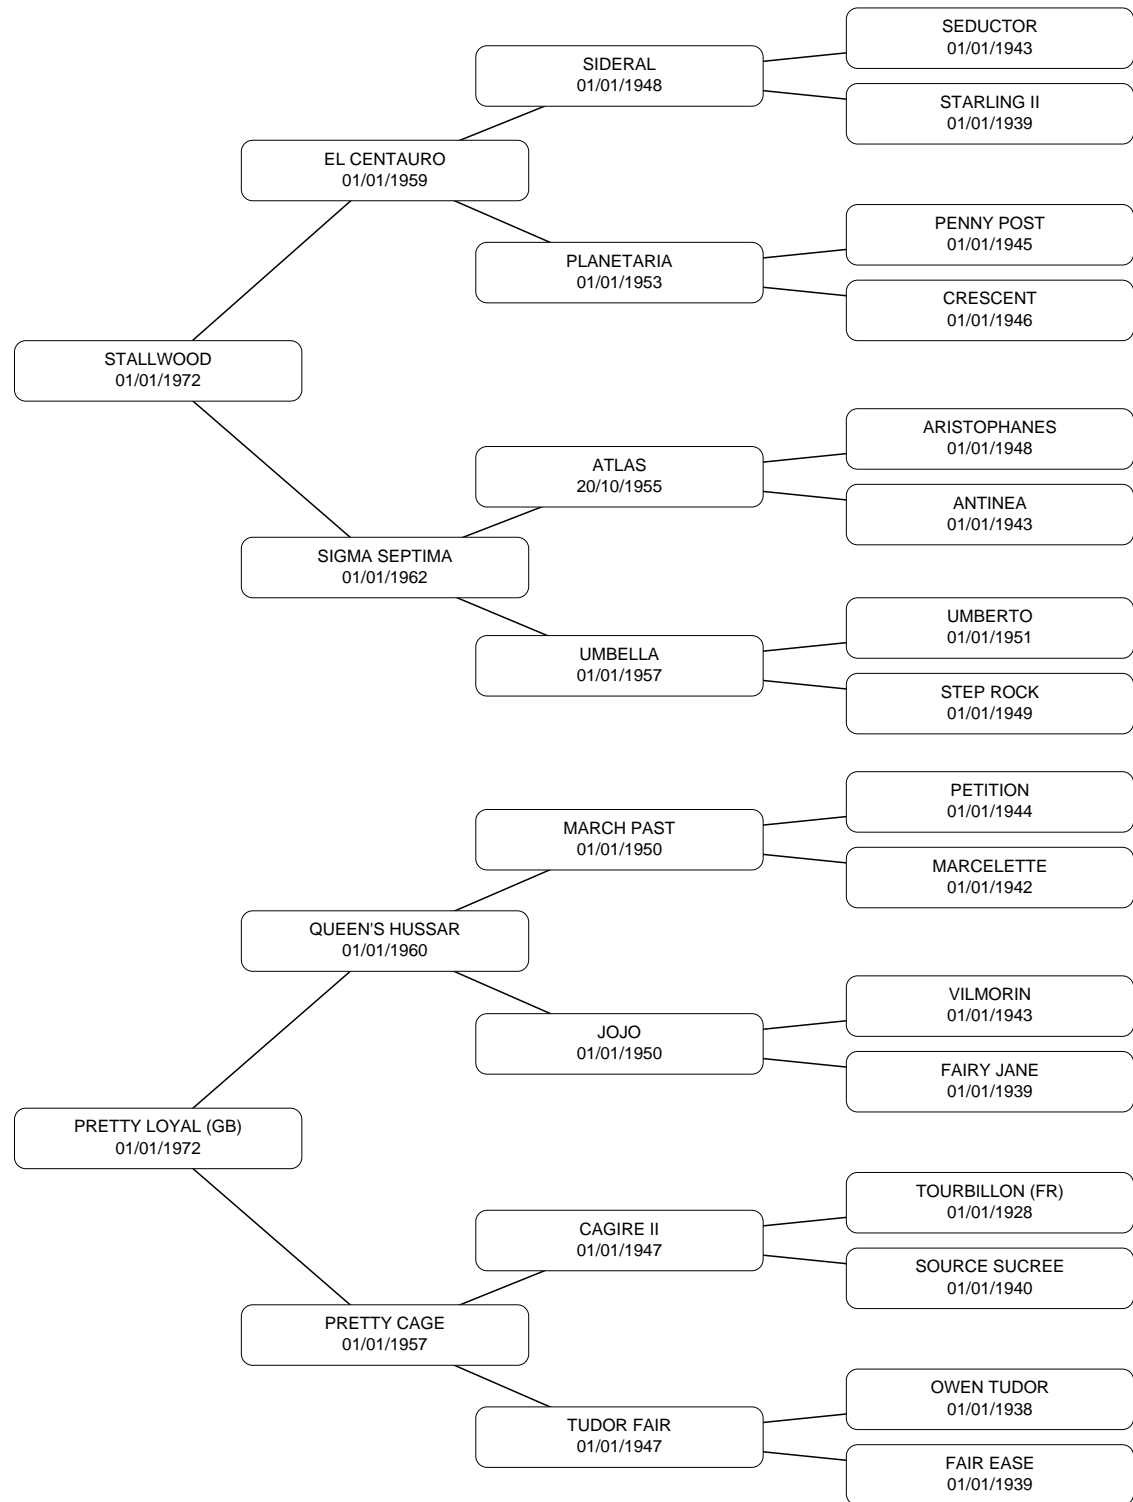 SEDUCTOR
01/01/1943
SIDERAL
01/01/1948
STARLING II
01/01/1939
EL CENTAURO
01/01/1959
PENNY POST
01/01/1945
PLANETARIA
01/01/1953
CRESCENT
01/01/1946
STALLWOOD
01/01/1972
ARISTOPHANES
01/01/1948
ATLAS
20/10/1955
ANTINEA
01/01/1943
SIGMA SEPTIMA
01/01/1962
UMBERTO
01/01/1951
UMBELLA
01/01/1957
STEP ROCK
01/01/1949
PETITION
01/01/1944
MARCH PAST
01/01/1950
MARCELETTE
01/01/1942
QUEEN'S HUSSAR
01/01/1960
VILMORIN
01/01/1943
JOJO
01/01/1950
FAIRY JANE
01/01/1939
PRETTY LOYAL (GB)
01/01/1972
TOURBILLON (FR)
01/01/1928
CAGIRE II
01/01/1947
SOURCE SUCREE
01/01/1940
PRETTY CAGE
01/01/1957
OWEN TUDOR
01/01/1938
TUDOR FAIR
01/01/1947
FAIR EASE
01/01/1939